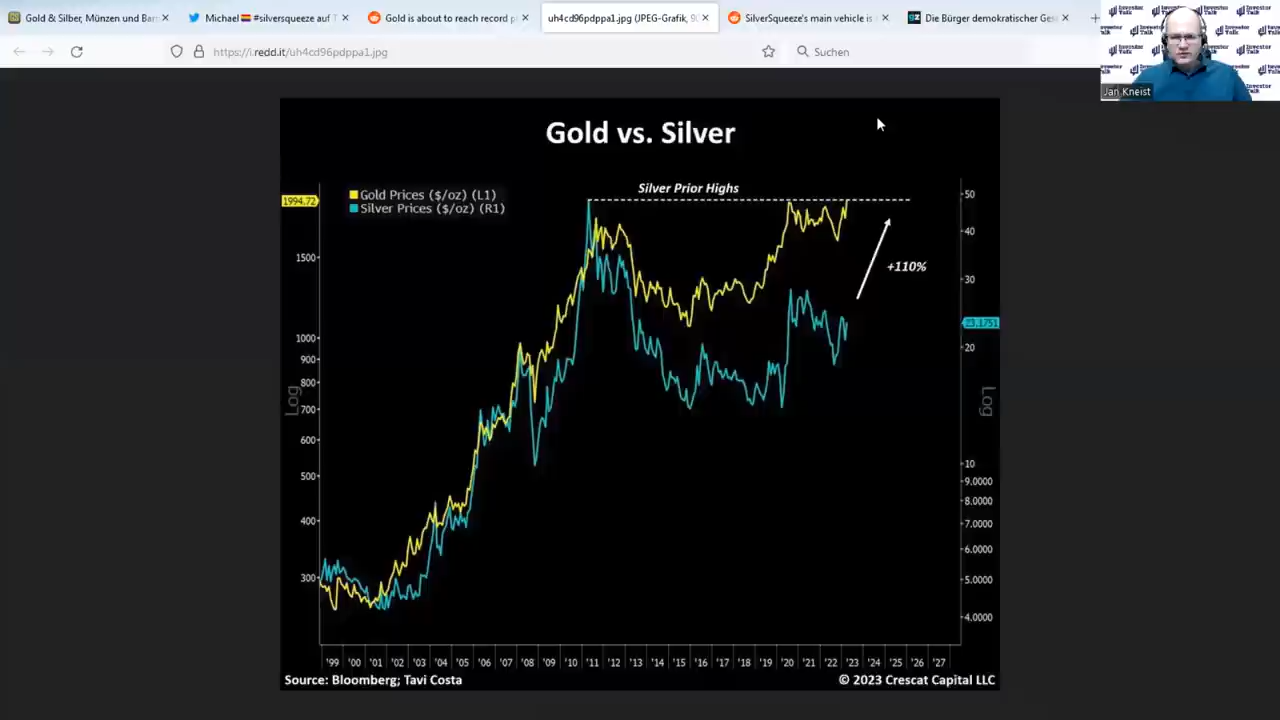 Gold & Silber, Münzen und Bar
Michael #silversqueeze auf T
Gold is about to reach record p
uh4cd96pdppa1.jpg (JPEG-Grafik, 90
SilverSqueeze's main vehicle is
gz
Die Bürger demokratischer Ges
https://i.redd.it/uh4cd96pdppa1.jpg
Suchen
Investor Talk
Jan Kneist
Gold vs. Silver
Silver Prior Highs
Gold Prices ($/oz) (L1)
Silver Prices ($/oz) (R1)
1994.72
50
40
1500
+110%
30
23.1751
1000
20
900
800
Log
Log
700
600
10
500
9.0000
8.0000
400
7.0000
6.0000
300
5.0000
4.0000
'99 '00 '01 '02 '03 '04 '05 '06 '07 '08 '09 '10 '11 '12 '13 '14 '15 '16 '17 '18 '19 '20 '21 '22 '23 '24 '25 '26 '27
Source: Bloomberg; Tavi Costa
© 2023 Crescat Capital LLC